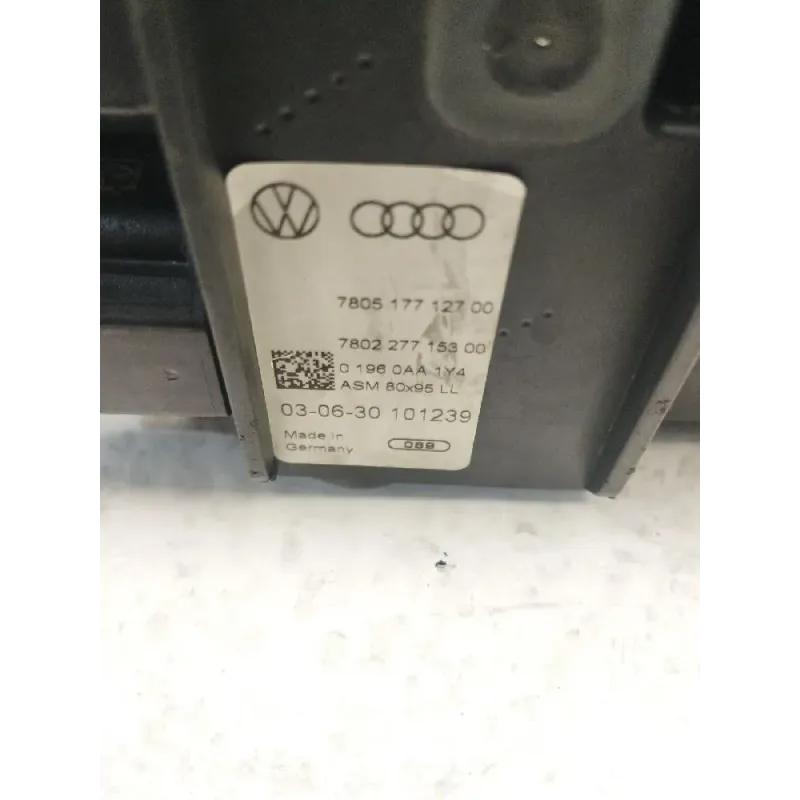 7805 177 127 00
7802 277 153 00
0 196 0AA 1Y4
ASM 80x95 LL
03-06-30 101239
Made in
Germany
089